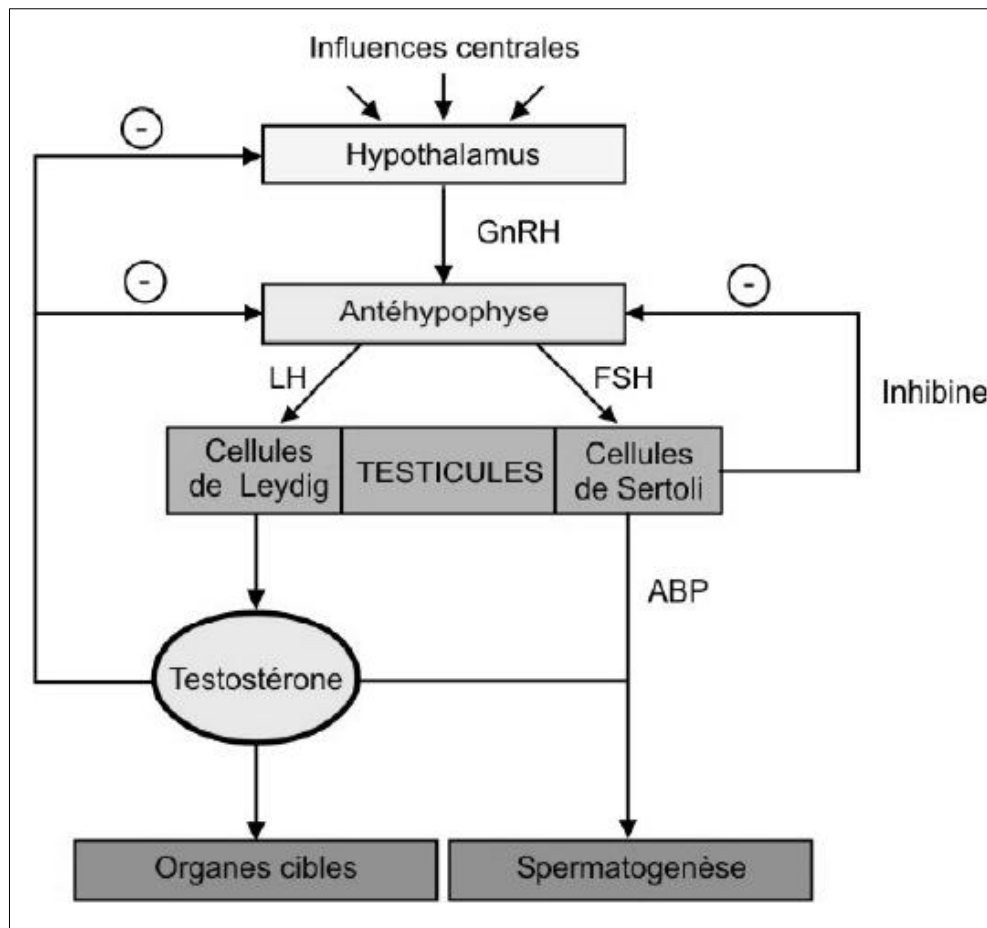 Influences centrales
-
Hypothalamus
GnRH
-
-
Antéhypophyse
LH
FSH
Inhibine
Cellules
de Leydig
TESTICULES
Cellules
de Sertoli
ABP
Testostérone
Organes cibles
Spermatogenèse